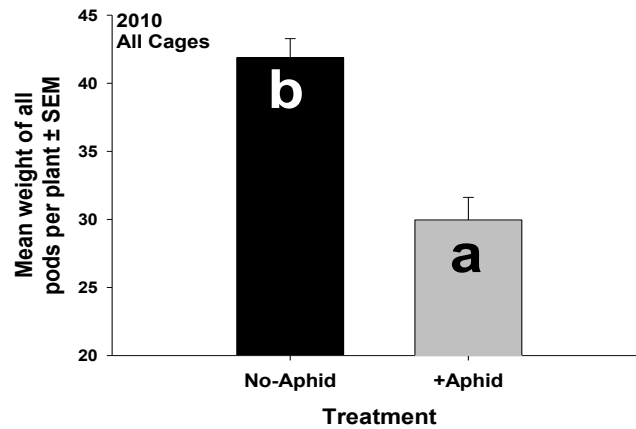 2010
All Cages
Mean weight of all
pods per plant ± SEM
45
40
35
30
25
20
b
a
No-Aphid
+Aphid
Treatment